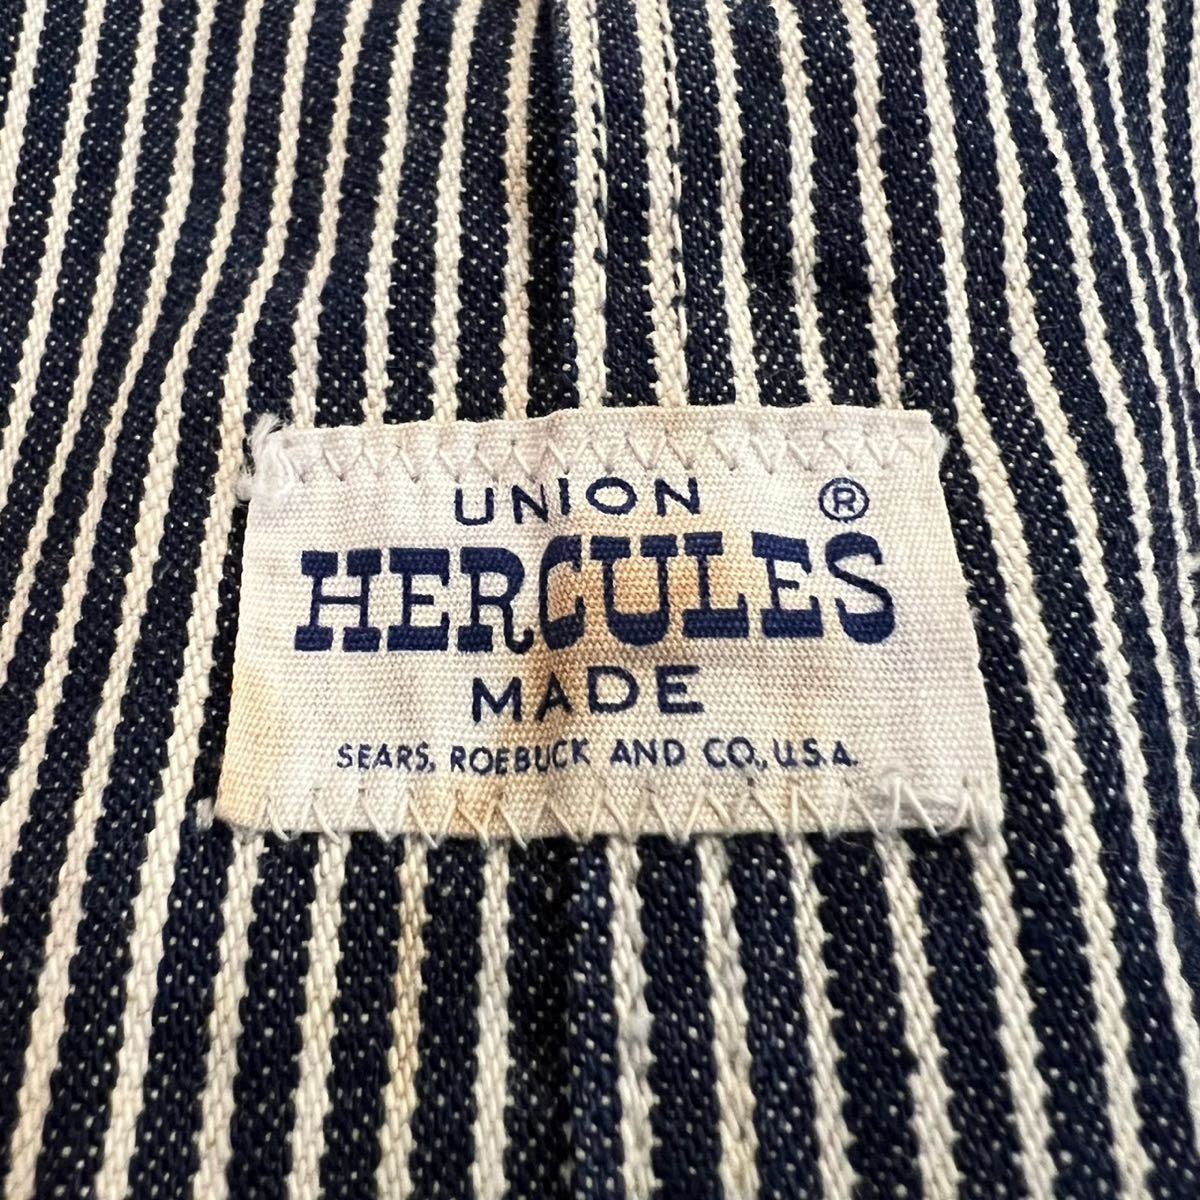 UNION ®
HERCULES
MADE
SEARS, ROEBUCK AND CO., U.S.A.